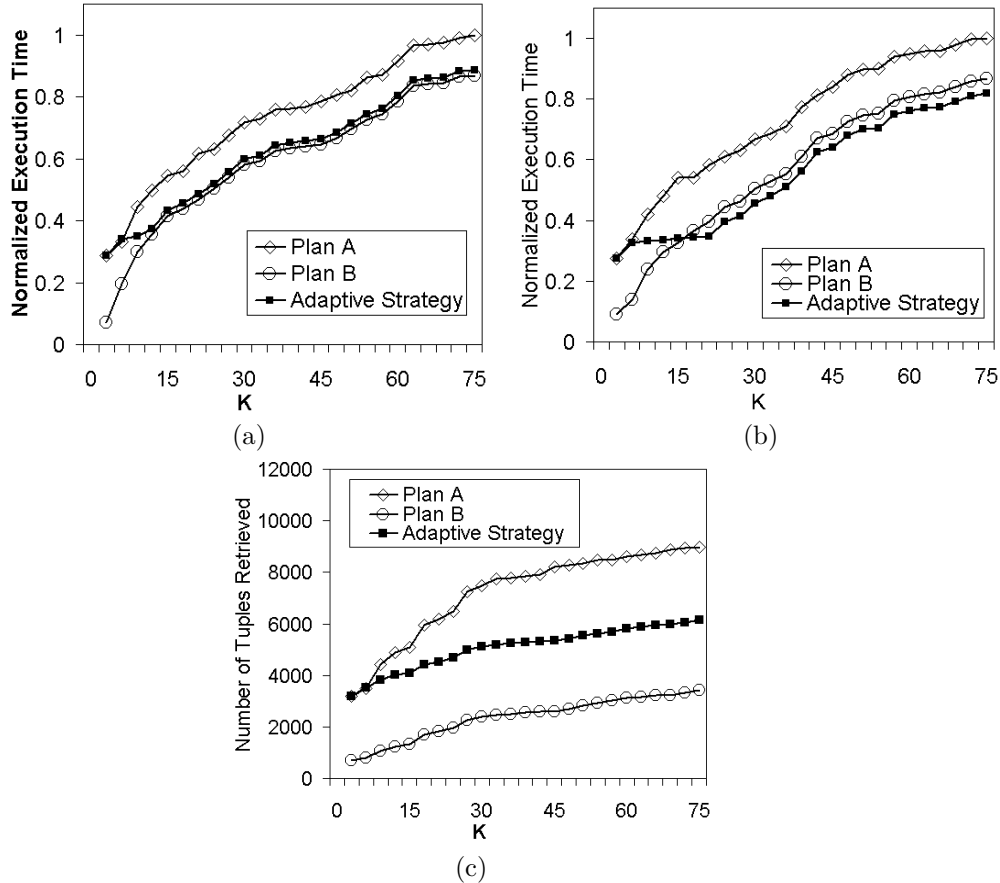 Normalized Execution Time
1
0.8
0.6
0.4
0.2
0
Plan A
Plan B
Adaptive Strategy
0 15 30 45 60 75
K
(a)
Normalized Execution Time
1
0.8
0.6
0.4
0.2
0
Plan A
Plan B
Adaptive Strategy
0 15 30 45 60 75
K
(b)
Number of Tuples Retrieved
12000
10000
8000
6000
4000
2000
0
Plan A
Plan B
Adaptive Strategy
0 15 30 45 60 75
K
(c)